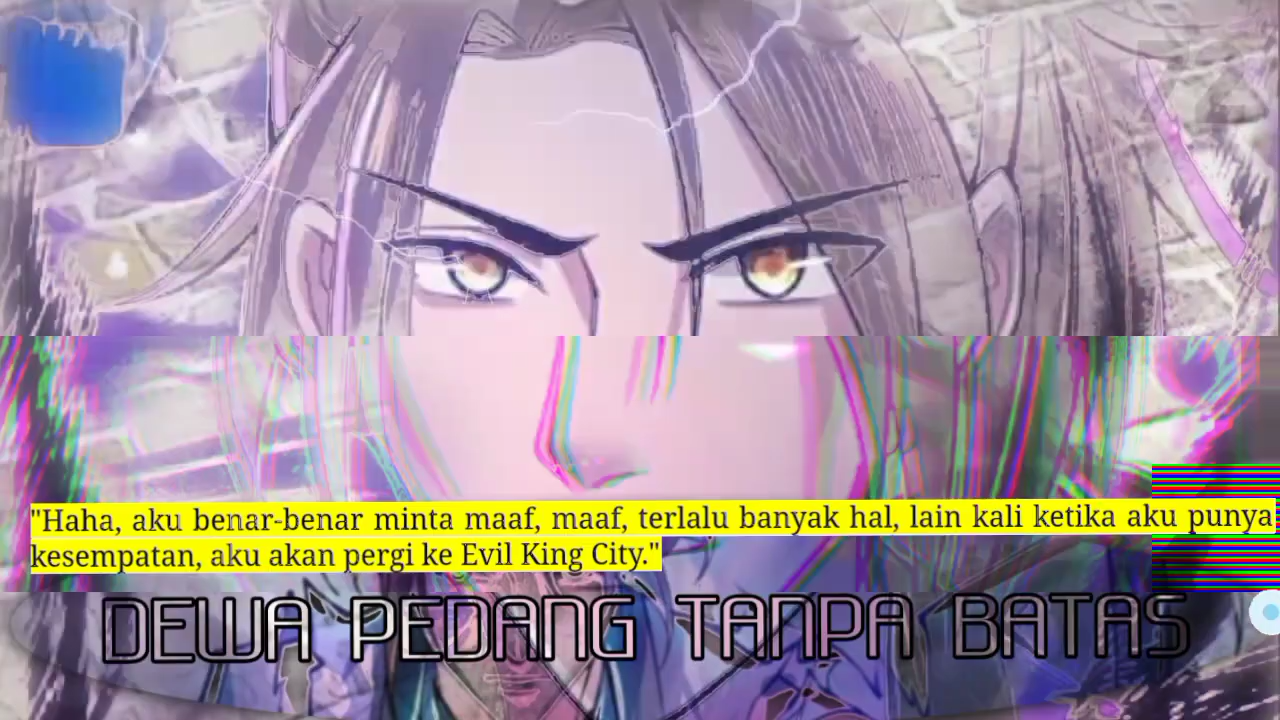 "Haha, aku benar-benar minta maaf, maaf, terlalu banyak hal, lain kali ketika aku punya
kesempatan, aku akan pergi ke Evil King City."
DEWA PEDANG TANPA BATAS